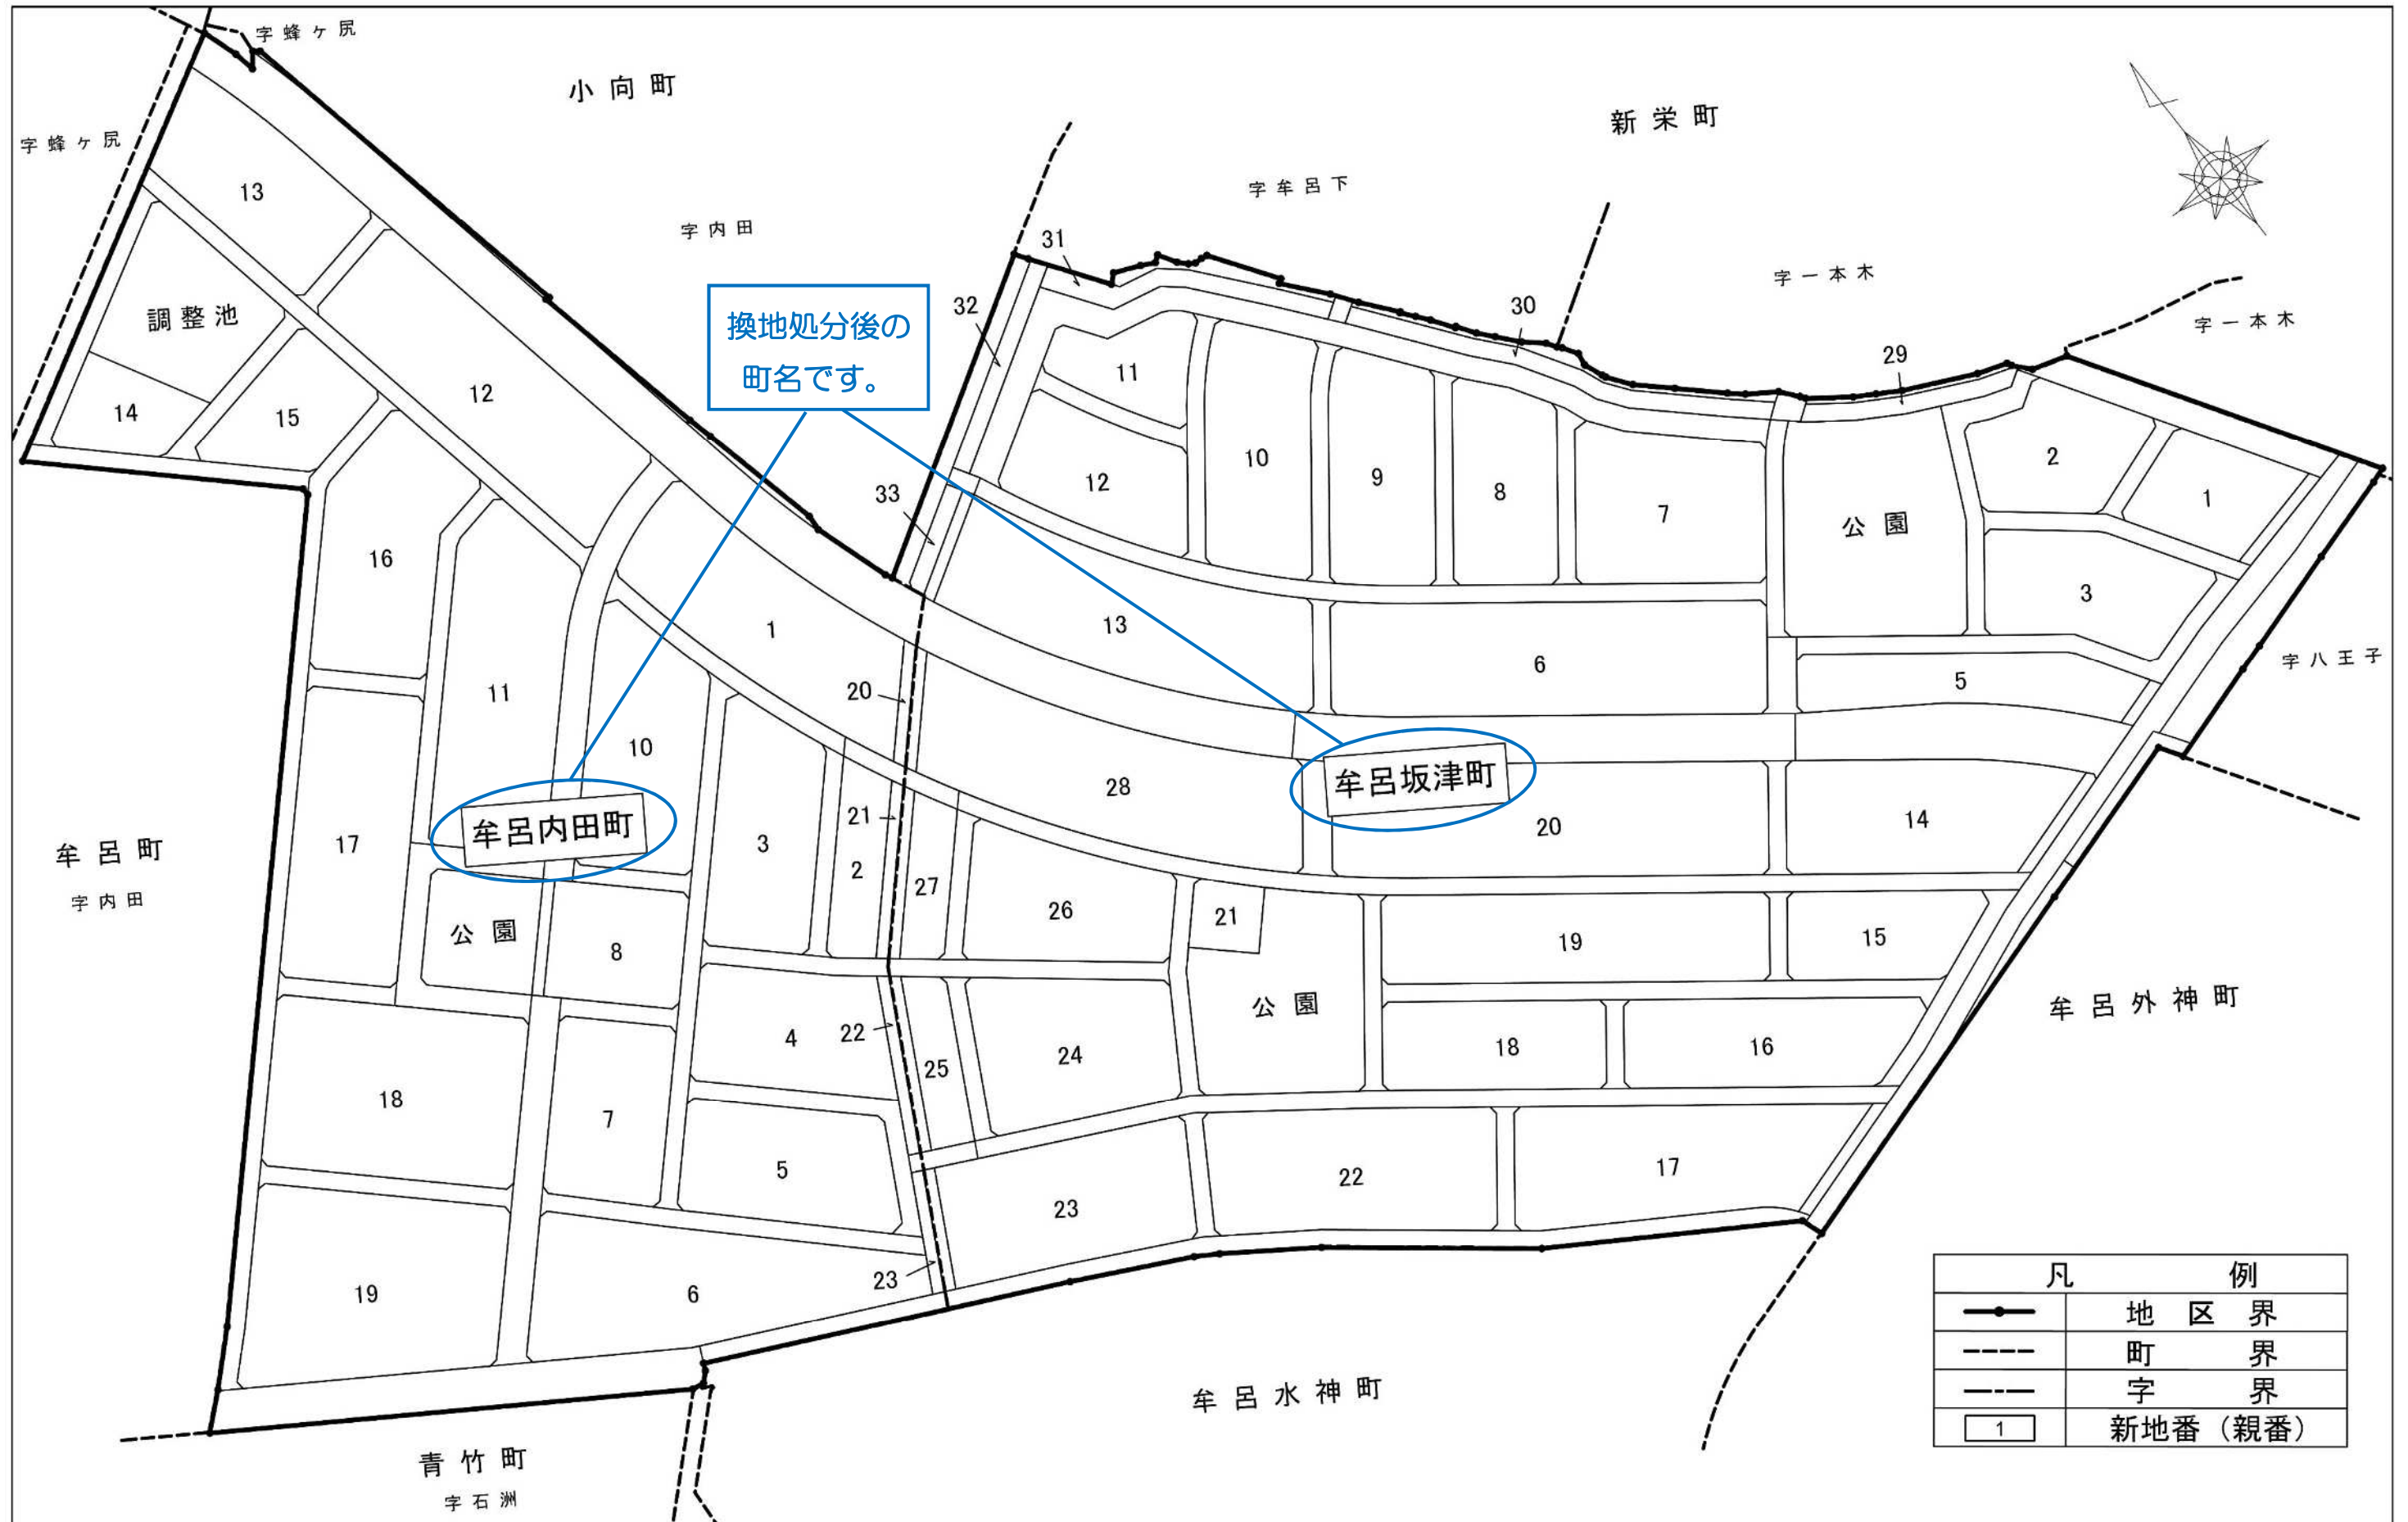 字蜂ヶ尻
小向町
新栄町
字蜂ヶ尻
字牟呂下
13
字内田
31
字一本木
換地処分後の
町名です。
32
30
字一本木
調整池
29
12
11
14
15
2
10
12
9
8
33
1
7
公園
16
3
13
1
6
字八王子
5
11
20
10
牟呂坂津町
28
21
20
14
牟呂内田町
牟呂町
17
3
2
27
字内田
26
21
公園
8
19
15
公園
牟呂外神町
4
22
24
18
16
25
18
7
5
22
17
23
23
19
6
凡例
地区界
町界
字界
1 新地番（親番）
牟呂水神町
青竹町
字石洲